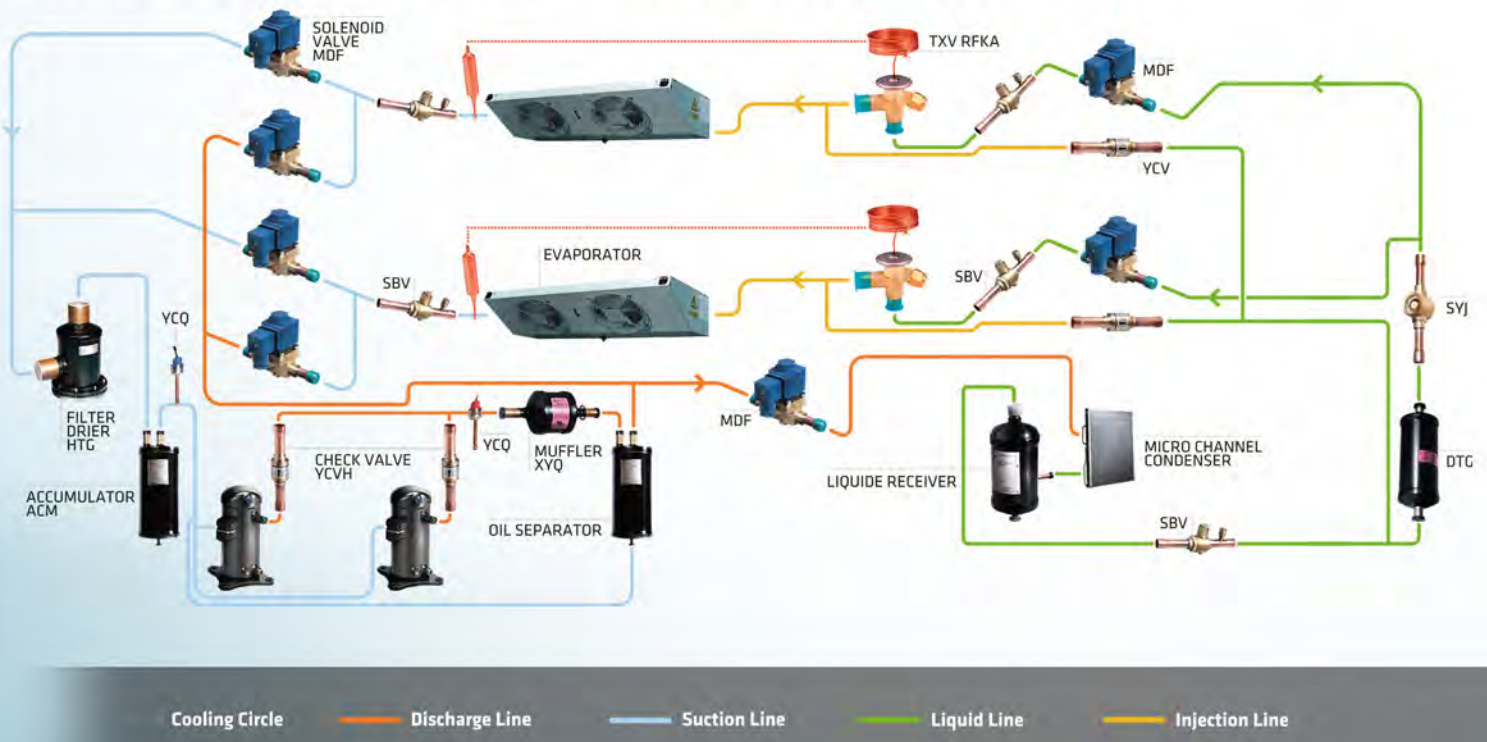 SOLENOID
VALVE
MDF
TXV RFKA
MDF
YCV
EVAPORATOR
SBV
SBV
SYJ
YCQ
FILTER
DRIER
HTG
MDF
YCQ
MUFFLER
XYQ
CHECK VALVE
YCVH
MICRO CHANNEL
CONDENSER
DTG
LIQUIDE RECEIVER
ACCUMULATOR
ACM
OIL SEPARATOR
SBV
Cooling Circle
Discharge Line
Suction Line
Liquid Line
Injection Line